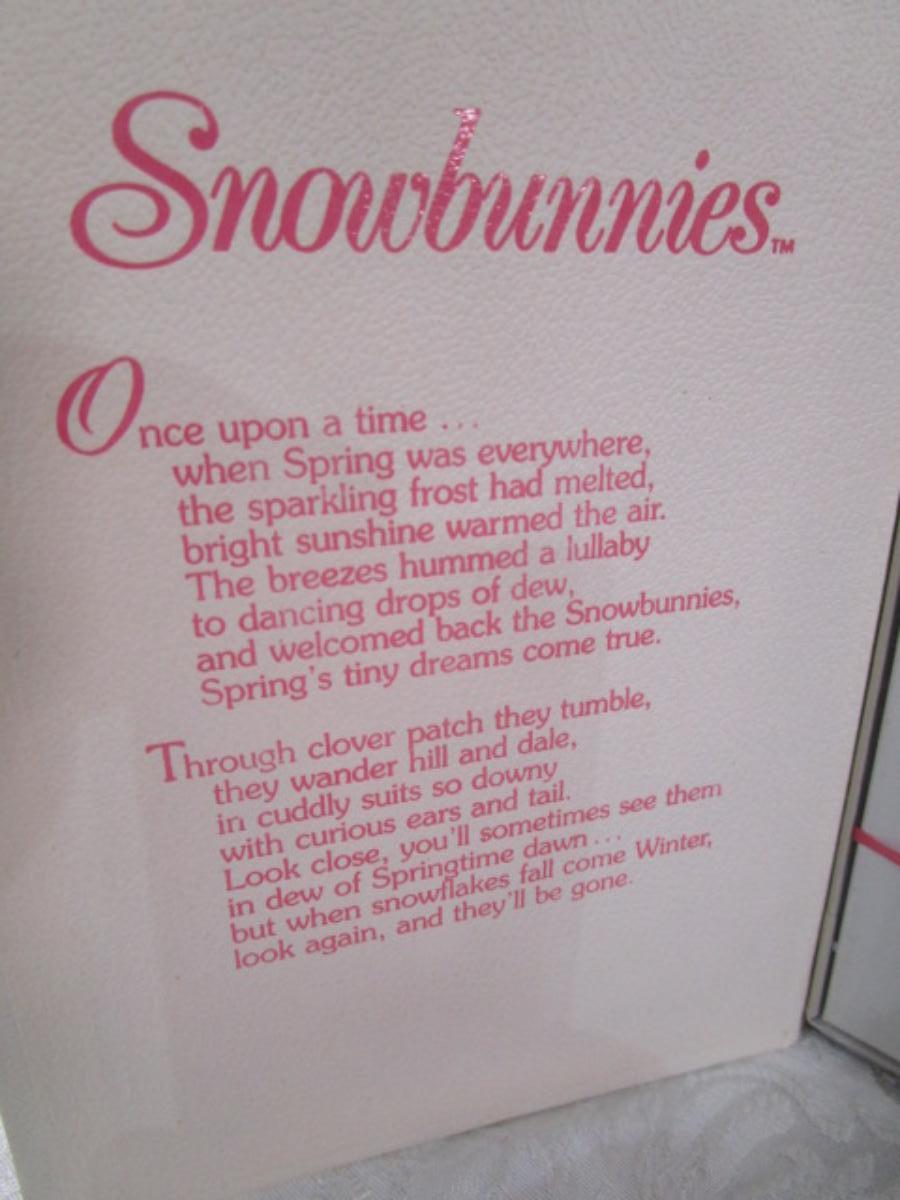 Snowbunnies™
Once upon a time ...
when Spring was everywhere,
the sparkling frost had melted,
bright sunshine warmed the air.
The breezes hummed a lullaby
to dancing drops of dew,
and welcomed back the Snowbunnies,
Spring's tiny dreams come true.
Through clover patch they tumble,
they wander hill and dale,
in cuddly suits so downy
with curious ears and tail.
Look close, you'll sometimes see them
in dew of Springtime dawn...
but when snowflakes fall come Winter,
look again, and they'll be gone.